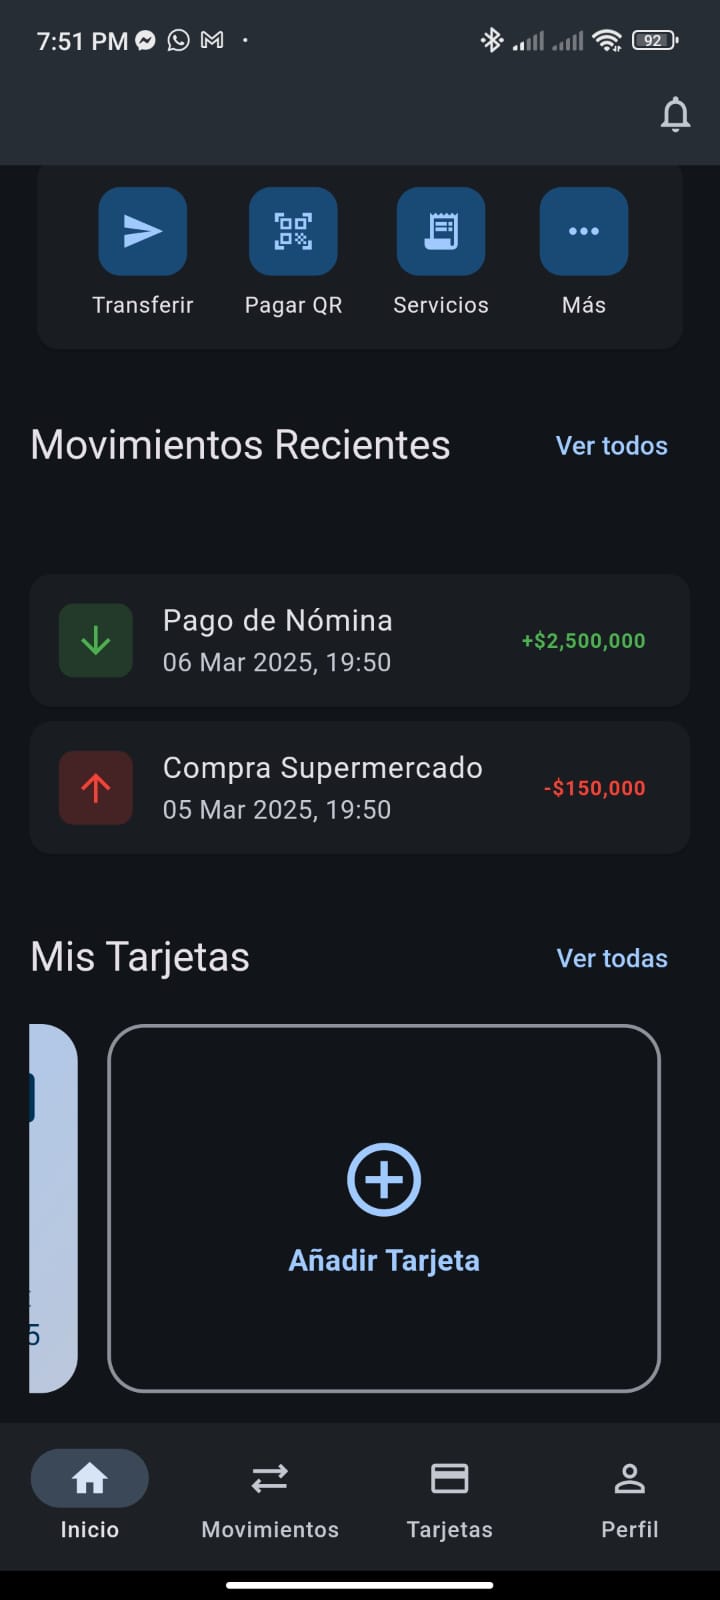 7:51 PM
92
Transferir
Pagar QR
Servicios
Más
Movimientos Recientes
Ver todos
Pago de Nómina
06 Mar 2025, 19:50
+$2,500,000
Compra Supermercado
05 Mar 2025, 19:50
-$150,000
Mis Tarjetas
Ver todas
5
Añadir Tarjeta
Inicio
Movimientos
Tarjetas
Perfil